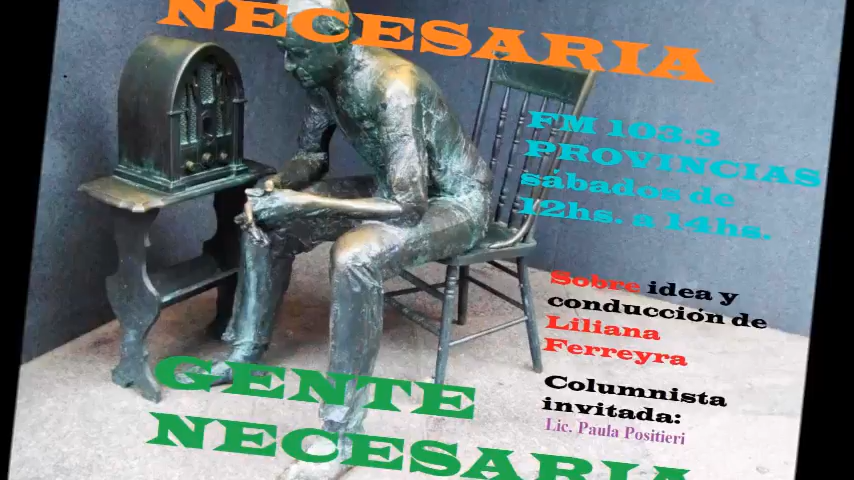 NECESARIA
FM 103.3
PROVINCIAS
sábados de
12hs. a 14hs.
Sobre idea y
conducción de
Liliana
Ferreyra
Columnista
invitada:
Lic. Paula Positieri
GENTE
NECESARIA